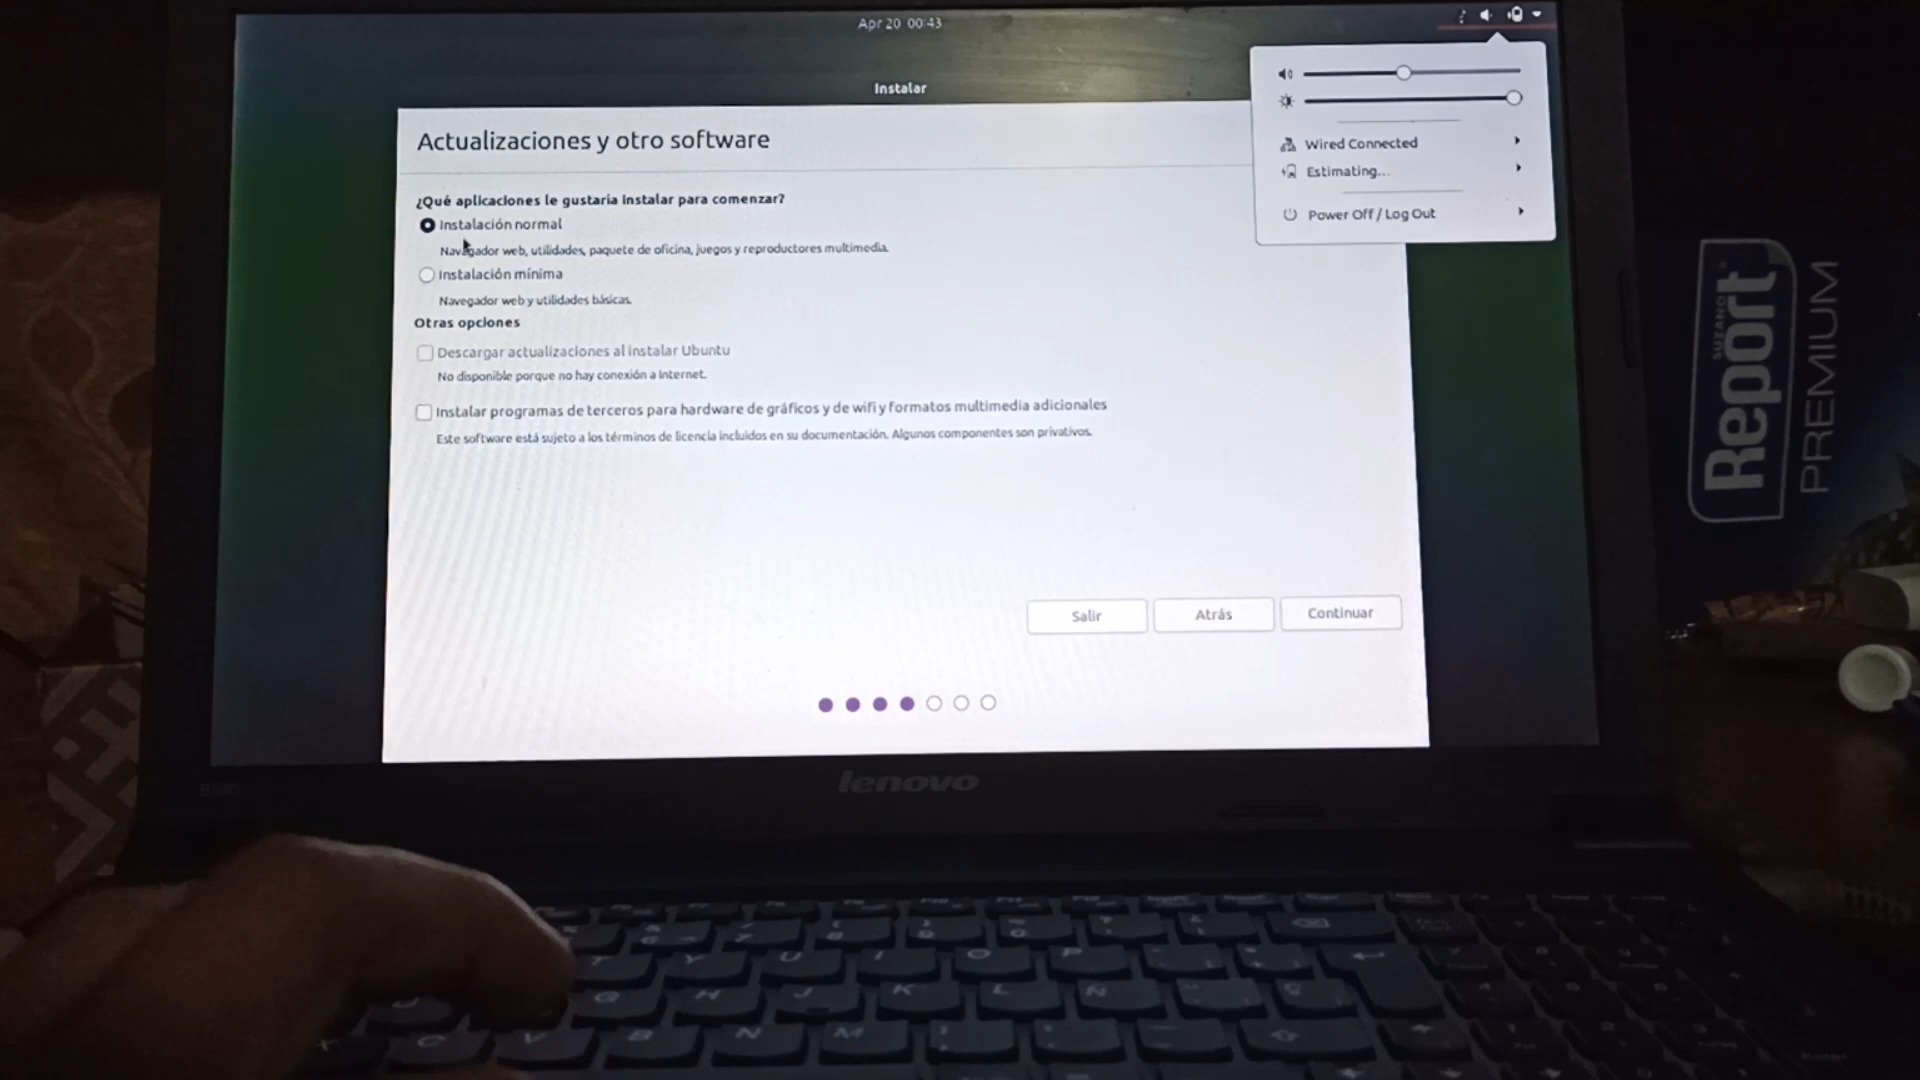 Apr 20 00:43
Instalar
Actualizaciones y otro software
¿Qué aplicaciones le gustaría instalar para comenzar?
Instalación normal
Navegador web, utilidades, paquete de oficina, juegos y reproductores multimedia.
Instalación mínima
Navegador web y utilidades básicas.
Otras opciones
Descargar actualizaciones al instalar Ubuntu
No disponible porque no hay conexión a Internet.
Instalar programas de terceros para hardware de gráficos y de wifi y formatos multimedia adicionales
Este software está sujeto a los términos de licencia incluidos en su documentación. Algunos componentes son privativos.
Salir
Atrás
Continuar
Wired Connected
Estimating...
Power Off / Log Out
lenovo
SUZANO
Report
PREMIUM
T Y U I O P
G H J K L Ñ
C V B N M